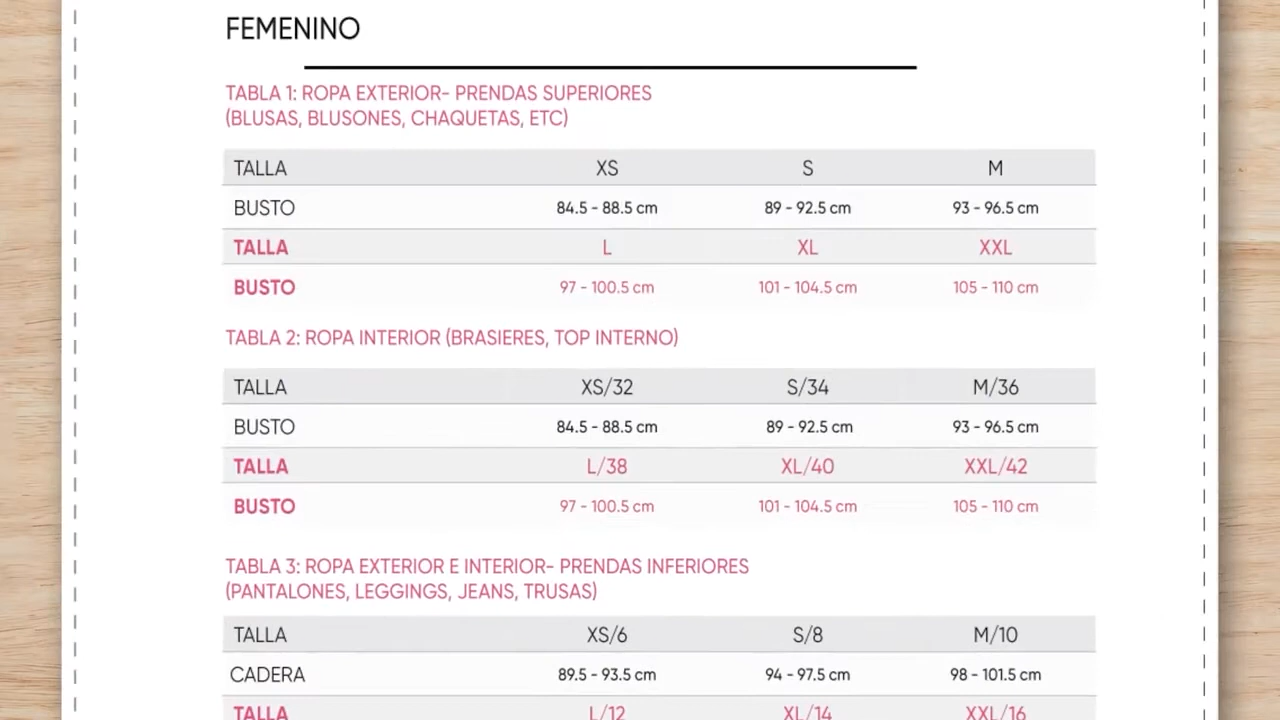 FEMENINO
TABLA 1: ROPA EXTERIOR- PRENDAS SUPERIORES
(BLUSAS, BLUSONES, CHAQUETAS, ETC)
TALLA XS S M
BUSTO 84.5 - 88.5 cm 89 - 92.5 cm 93 - 96.5 cm
TALLA L XL XXL
BUSTO 97 - 100.5 cm 101 - 104.5 cm 105 - 110 cm
TABLA 2: ROPA INTERIOR (BRASIERES, TOP INTERNO)
TALLA XS/32 S/34 M/36
BUSTO 84.5 - 88.5 cm 89 - 92.5 cm 93 - 96.5 cm
TALLA L/38 XL/40 XXL/42
BUSTO 97 - 100.5 cm 101 - 104.5 cm 105 - 110 cm
TABLA 3: ROPA EXTERIOR E INTERIOR- PRENDAS INFERIORES
(PANTALONES, LEGGINGS, JEANS, TRUSAS)
TALLA XS/6 S/8 M/10
CADERA 89.5 - 93.5 cm 94 - 97.5 cm 98 - 101.5 cm
TALLA L/12 XL/14 XXL/16